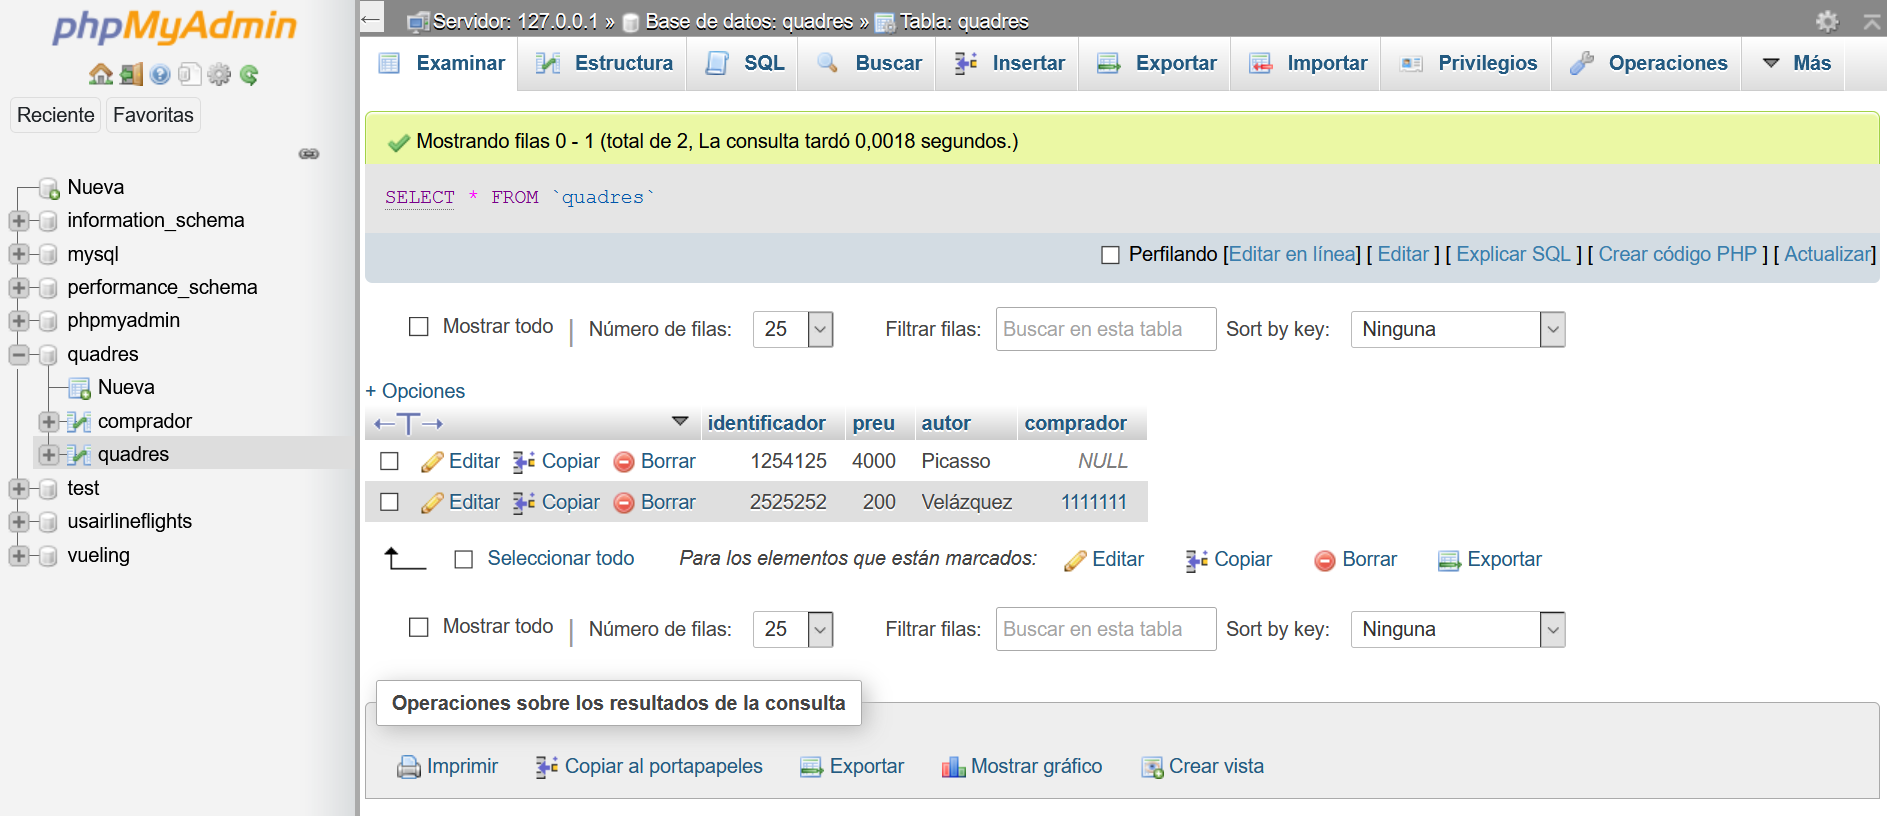 phpMyAdmin
Reciente Favoritas
Nueva
information_schema
mysql
performance_schema
phpmyadmin
quadres
Nueva
comprador
quadres
test
usairlineflights
vueling
Servidor: 127.0.0.1 » Base de datos: quadres » Tabla: quadres
Examinar Estructura SQL Buscar Insertar Exportar Importar Privilegios Operaciones Más
Mostrando filas 0 - 1 (total de 2, La consulta tardó 0,0018 segundos.)
SELECT * FROM `quadres`
Perfilando [Editar en línea] [ Editar ] [ Explicar SQL ] [ Crear código PHP ] [ Actualizar]
Mostrar todo | Número de filas: 25 Filtrar filas: Buscar en esta tabla Sort by key: Ninguna
+ Opciones
←T→ identificador preu autor comprador
Editar Copiar Borrar 1254125 4000 Picasso NULL
Editar Copiar Borrar 2525252 200 Velázquez 1111111
Seleccionar todo Para los elementos que están marcados: Editar Copiar Borrar Exportar
Mostrar todo | Número de filas: 25 Filtrar filas: Buscar en esta tabla Sort by key: Ninguna
Operaciones sobre los resultados de la consulta
Imprimir Copiar al portapapeles Exportar Mostrar gráfico Crear vista